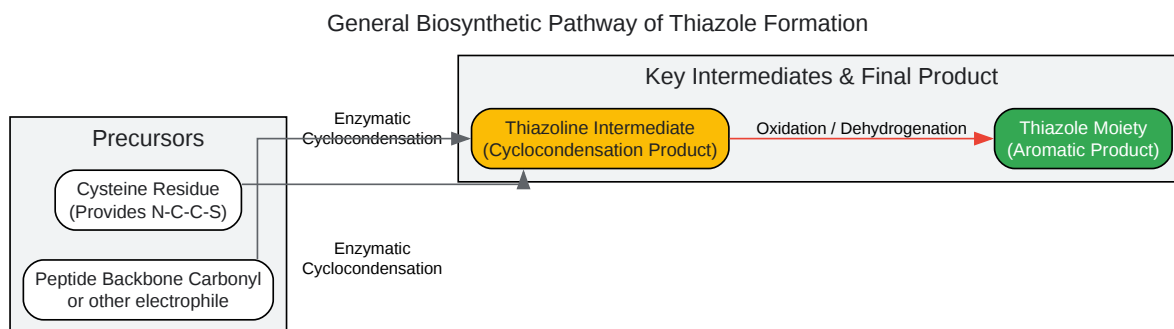 General Biosynthetic Pathway of Thiazole Formation
Key Intermediates & Final Product
Precursors
Enzymatic
Cyclocondensation
Thiazoline Intermediate
(Cyclocondensation Product)
Oxidation / Dehydrogenation
Thiazole Moiety
(Aromatic Product)
Cysteine Residue
(Provides N-C-C-S)
Enzymatic
Cyclocondensation
Peptide Backbone Carbonyl
or other electrophile